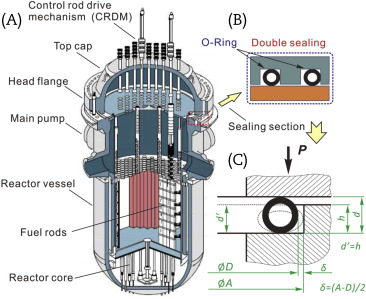 (A)
Control rod drive
mechanism (CRDM)
Top cap
Head flange
Main pump
Reactor vessel
Fuel rods
Reactor core
(B)
O-Ring
Double sealing
Sealing section
(C)
P
d'
h
d
d'=h
ØD
δ
ØA
δ=(A-D)/2